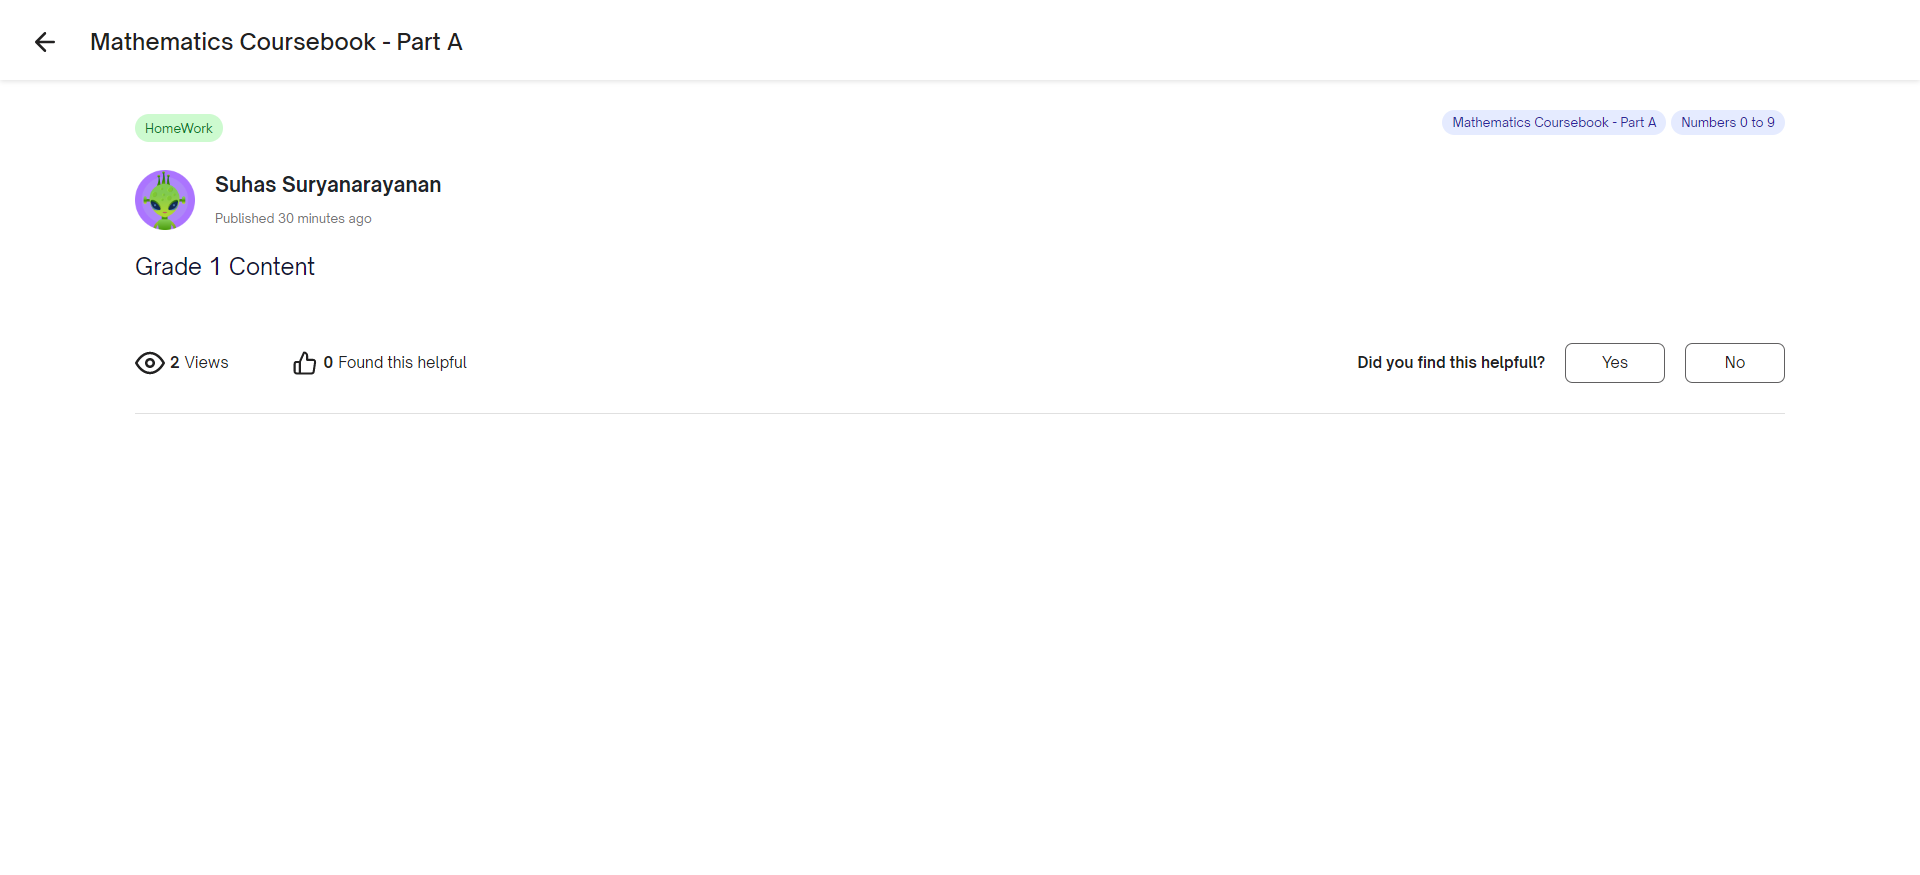 Mathematics Coursebook - Part A
HomeWork
Mathematics Coursebook - Part A
Numbers 0 to 9
Suhas Suryanarayanan
Published 30 minutes ago
Grade 1 Content
2 Views
0 Found this helpful
Did you find this helpfull?
Yes
No